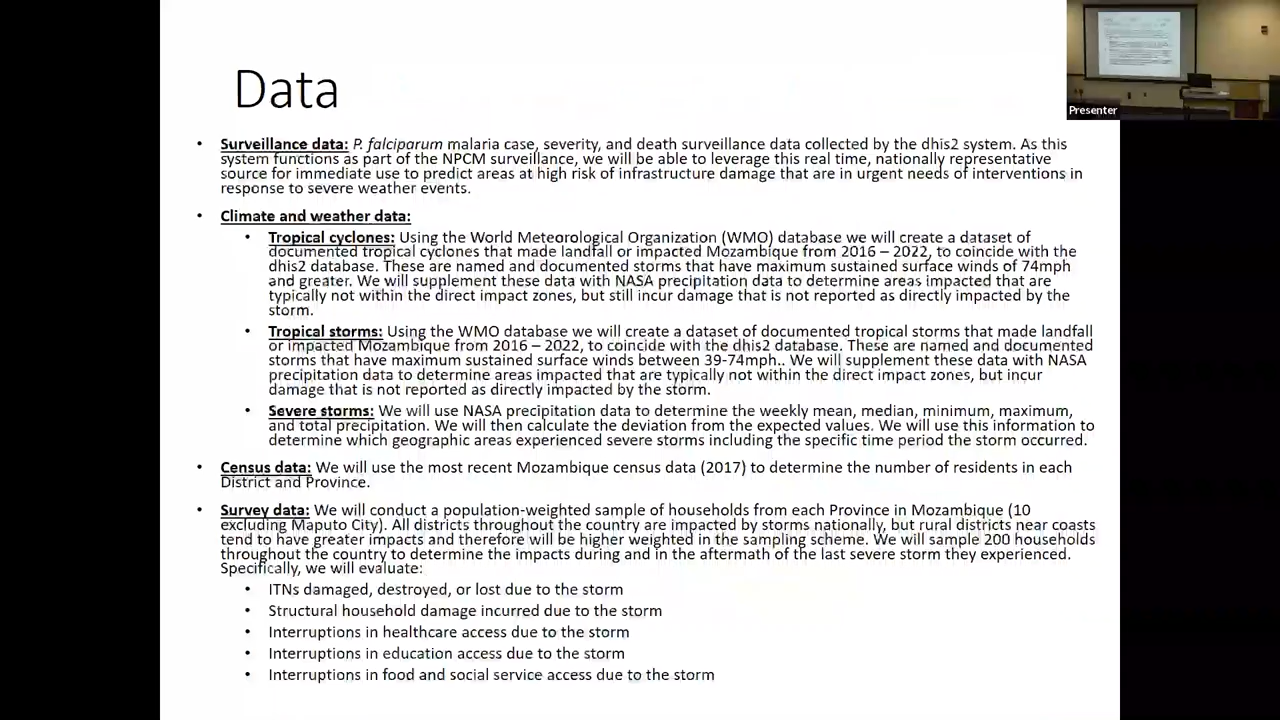 Data
Presenter
• Surveillance data: P. falciparum malaria case, severity, and death surveillance data collected by the dhis2 system. As this
system functions as part of the NPCM surveillance, we will be able to leverage this real time, nationally representative
source for immediate use to predict areas at high risk of infrastructure damage that are in urgent needs of interventions in
response to severe weather events.
• Climate and weather data:
• Tropical cyclones: Using the World Meteorological Organization (WMO) database we will create a dataset of
documented tropical cyclones that made landfall or impacted Mozambique from 2016 – 2022, to coincide with the
dhis2 database. These are named and documented storms that have maximum sustained surface winds of 74mph
and greater. We will supplement these data with NASA precipitation data to determine areas impacted that are
typically not within the direct impact zones, but still incur damage that is not reported as directly impacted by the
storm.
• Tropical storms: Using the WMO database we will create a dataset of documented tropical storms that made landfall
or impacted Mozambique from 2016 – 2022, to coincide with the dhis2 database. These are named and documented
storms that have maximum sustained surface winds between 39-74mph.. We will supplement these data with NASA
precipitation data to determine areas impacted that are typically not within the direct impact zones, but incur
damage that is not reported as directly impacted by the storm.
• Severe storms: We will use NASA precipitation data to determine the weekly mean, median, minimum, maximum,
and total precipitation. We will then calculate the deviation from the expected values. We will use this information to
determine which geographic areas experienced severe storms including the specific time period the storm occurred.
• Census data: We will use the most recent Mozambique census data (2017) to determine the number of residents in each
District and Province.
• Survey data: We will conduct a population-weighted sample of households from each Province in Mozambique (10
excluding Maputo City). All districts throughout the country are impacted by storms nationally, but rural districts near coasts
tend to have greater impacts and therefore will be higher weighted in the sampling scheme. We will sample 200 households
throughout the country to determine the impacts during and in the aftermath of the last severe storm they experienced.
Specifically, we will evaluate:
• ITNs damaged, destroyed, or lost due to the storm
• Structural household damage incurred due to the storm
• Interruptions in healthcare access due to the storm
• Interruptions in education access due to the storm
• Interruptions in food and social service access due to the storm